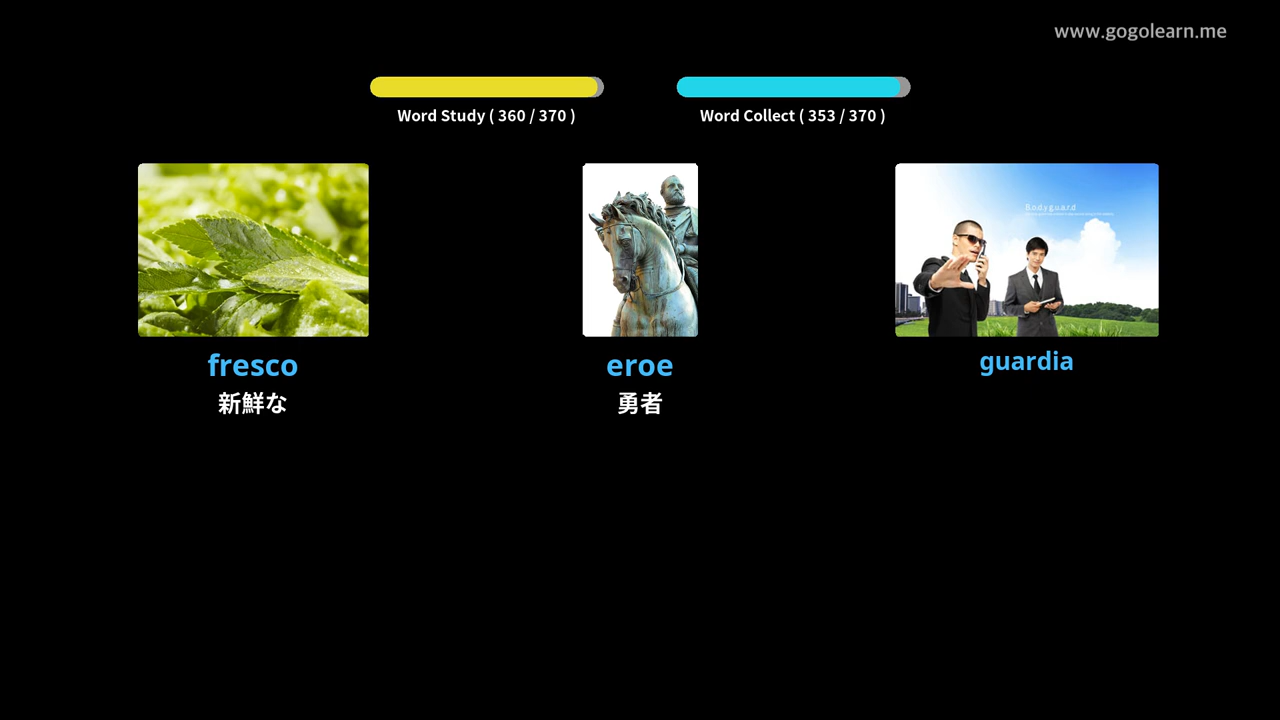 www.gogolearn.me
Word Study ( 360 / 370 )
Word Collect ( 353 / 370 )
Bodyguard
fresco
eroe
guardia
新鮮な
勇者